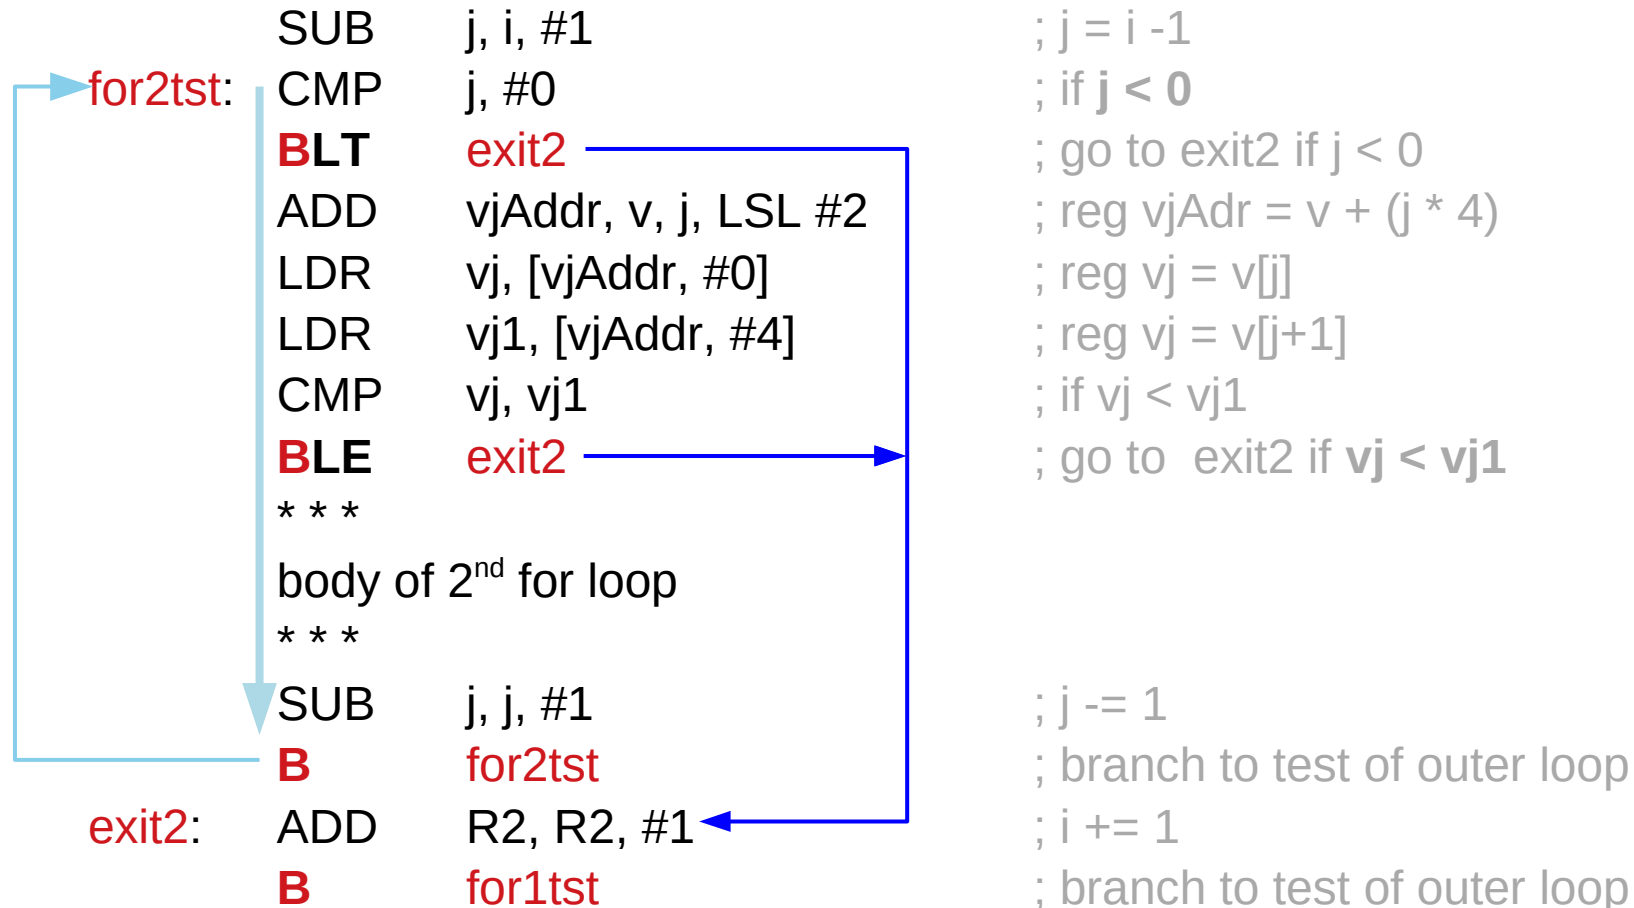 SUB j, i, #1 ; j = i -1
for2tst: CMP j, #0 ; if j < 0
BLT exit2 ; go to exit2 if j < 0
ADD vjAddr, v, j, LSL #2 ; reg vjAdr = v + (j * 4)
LDR vj, [vjAddr, #0] ; reg vj = v[j]
LDR vj1, [vjAddr, #4] ; reg vj = v[j+1]
CMP vj, vj1 ; if vj < vj1
BLE exit2 ; go to  exit2 if vj < vj1
* * *
body of 2nd for loop
* * *
SUB j, j, #1 ; j -= 1
B for2tst ; branch to test of outer loop
exit2: ADD R2, R2, #1 ; i += 1
B for1tst ; branch to test of outer loop